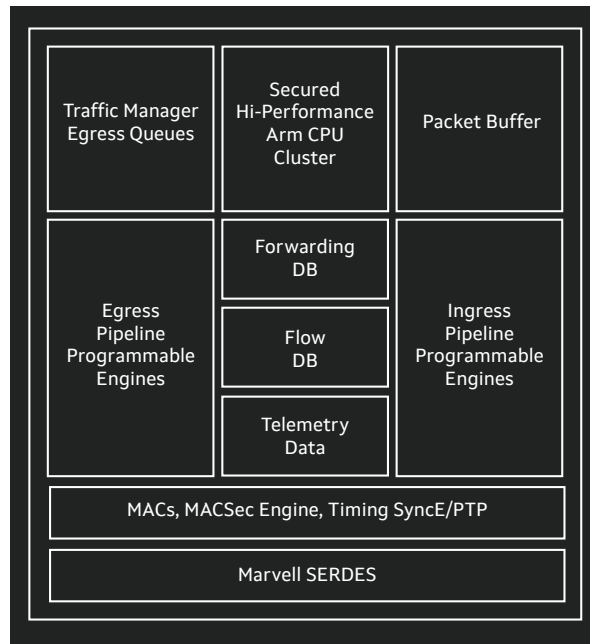 Traffic Manager
Egress Queues
Secured
Hi-Performance
Arm CPU
Cluster
Packet Buffer
Egress
Pipeline
Programmable
Engines
Forwarding
DB
Flow
DB
Telemetry
Data
Ingress
Pipeline
Programmable
Engines
MACs, MACSec Engine, Timing SyncE/PTP
Marvell SERDES